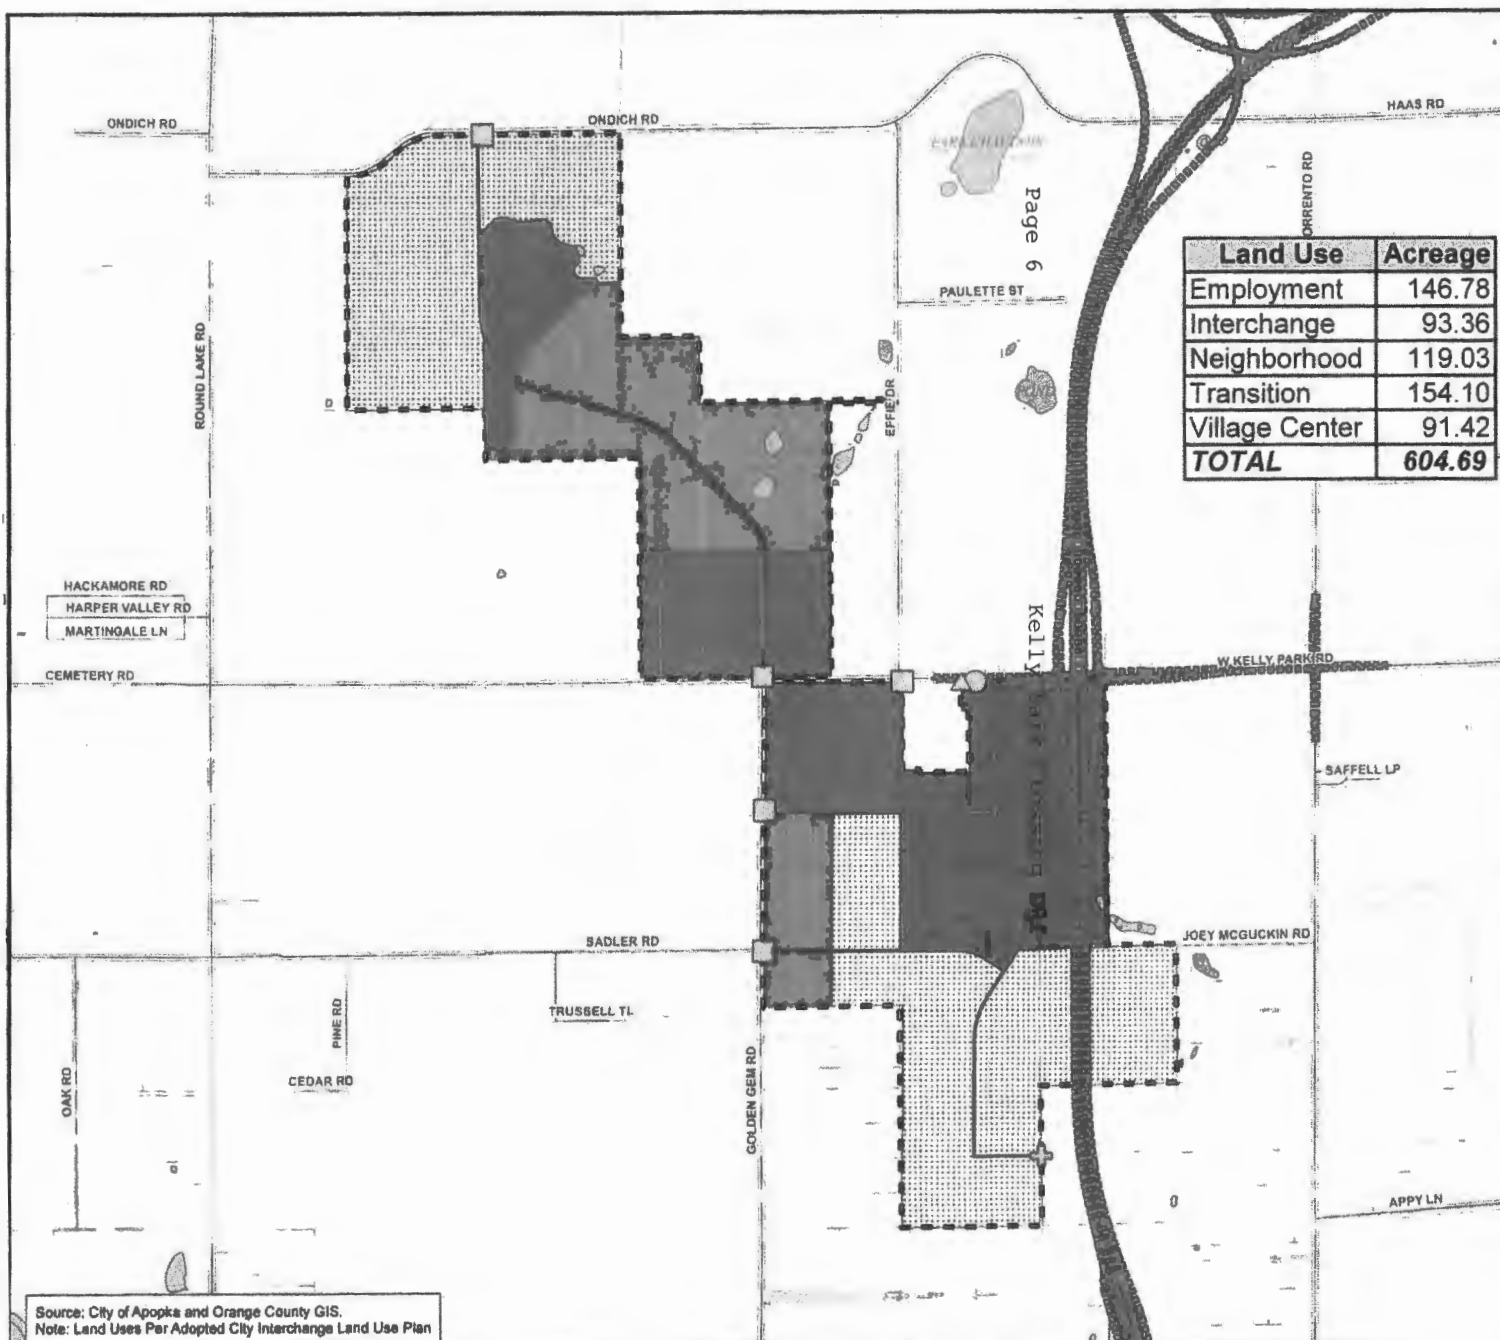 ONDICH RD
ONDICH RD
HAAS RD
Page 6
ORRENTO RD
Land Use Acreage
Employment 146.78
Interchange 93.36
Neighborhood 119.03
Transition 154.10
Village Center 91.42
TOTAL 604.69
PAULETTE ST
ROUND LAKE RD
EFFIE DR
HACKAMORE RD
HARPER VALLEY RD
MARTINGALE LN
CEMETERY RD
W KELLY PARK RD
Kelly Park Crossing DRI
SAFFELL LP
SADLER RD
JOEY MCGUCKIN RD
TRUSSELL TL
PINE RD
OAK RD
CEDAR RD
GOLDEN GEM RD
APPY LN
Source: City of Apopka and Orange County GIS.
Note: Land Uses Per Adopted City Interchange Land Use Plan